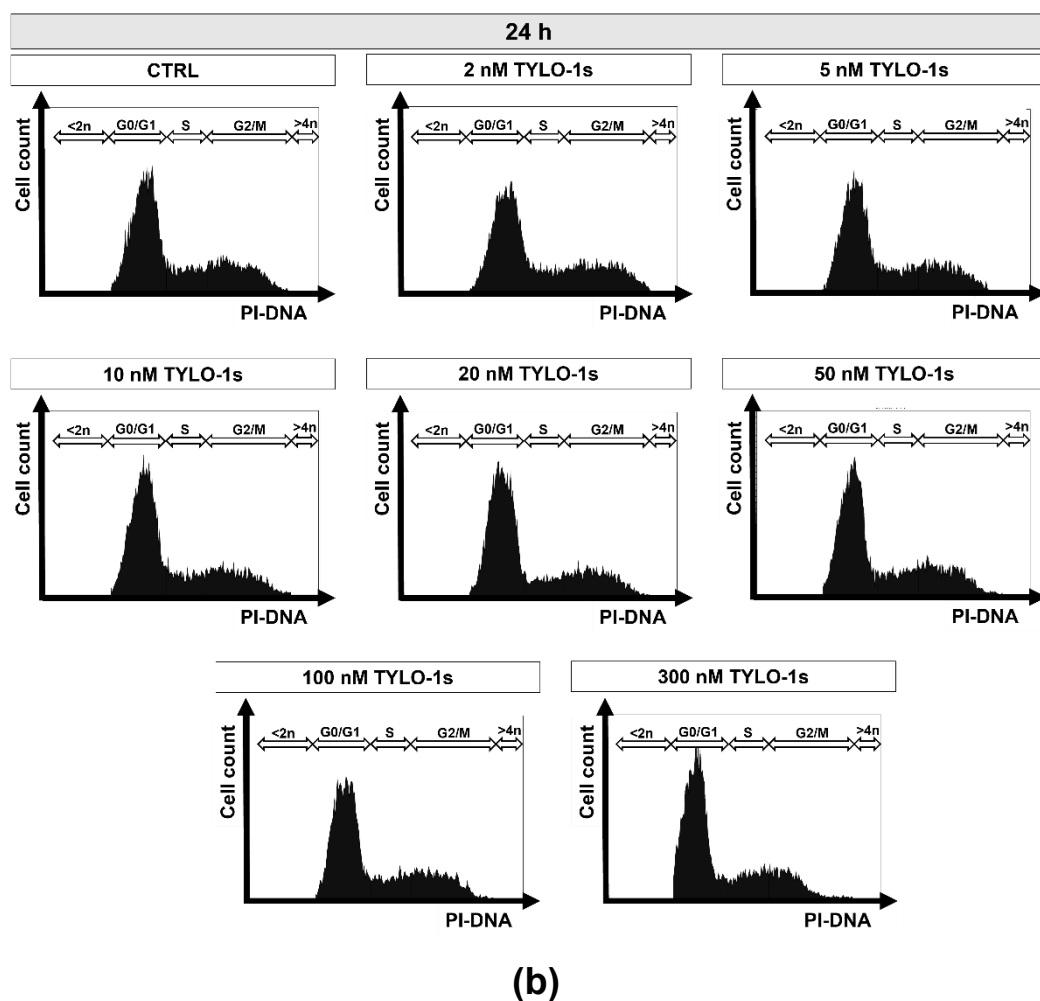 24 h
CTRL
2 nM TYLO-1s
5 nM TYLO-1s
<2n G0/G1 S G2/M >4n
Cell count
PI-DNA
<2n G0/G1 S G2/M >4n
Cell count
PI-DNA
<2n G0/G1 S G2/M >4n
Cell count
PI-DNA
10 nM TYLO-1s
20 nM TYLO-1s
50 nM TYLO-1s
<2n G0/G1 S G2/M >4n
Cell count
PI-DNA
<2n G0/G1 S G2/M >4n
Cell count
PI-DNA
<2n G0/G1 S G2/M >4n
Cell count
PI-DNA
100 nM TYLO-1s
300 nM TYLO-1s
<2n G0/G1 S G2/M >4n
Cell count
PI-DNA
<2n G0/G1 S G2/M >4n
Cell count
PI-DNA
(b)